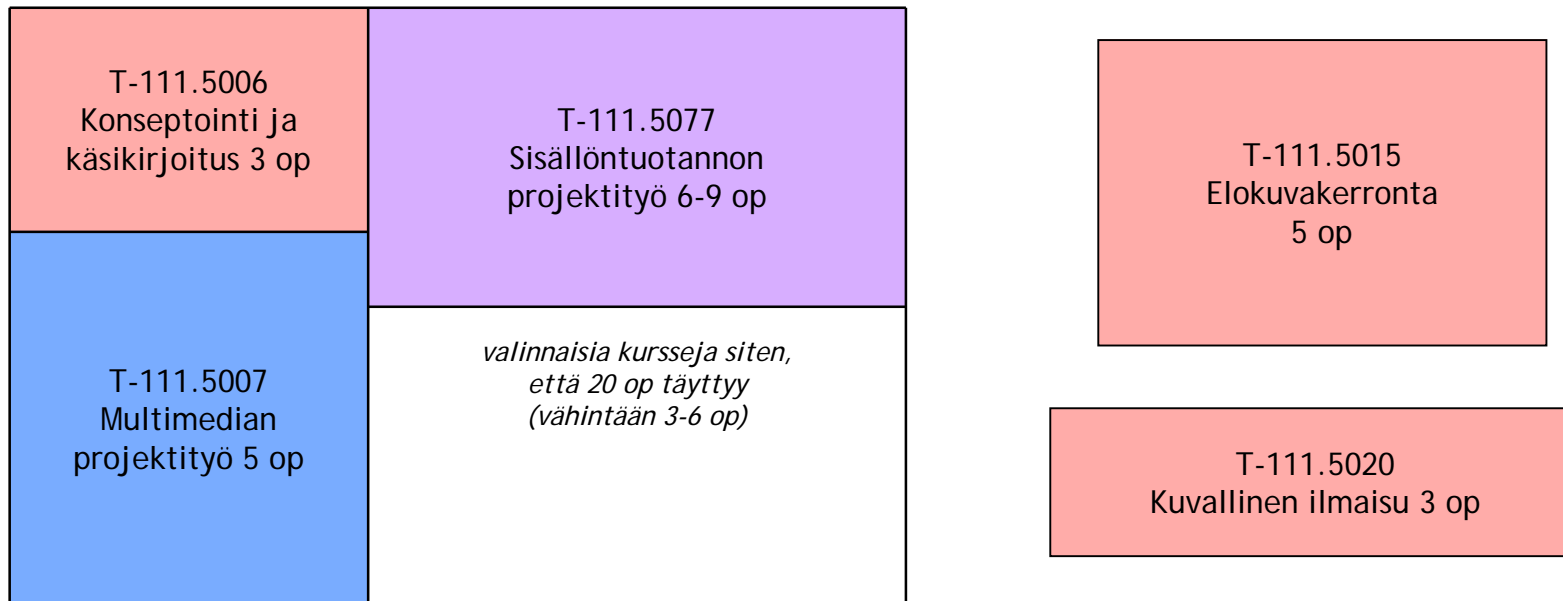 T-111.5006
Konseptointi ja
käsikirjoitus 3 op
T-111.5077
Sisällöntuotannon
projektityö 6-9 op
T-111.5007
Multimedian
projektityö 5 op
valinnaisia kursseja siten,
että 20 op täyttyy
(vähintään 3-6 op)
T-111.5015
Elokuvakerronta
5 op
T-111.5020
Kuvallinen ilmaisu 3 op